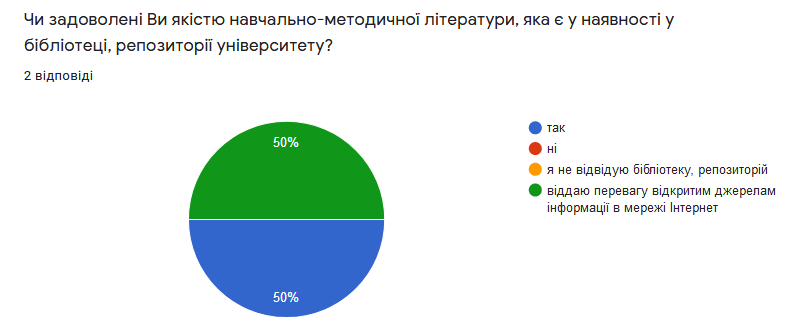 Чи задоволені Ви якістю навчально-методичної літератури, яка є у наявності у
бібліотеці, репозиторії університету?
2 відповіді
50%
50%
так
ні
я не відвідую бібліотеку, репозиторій
віддаю перевагу відкритим джерелам
інформації в мережі Інтернет